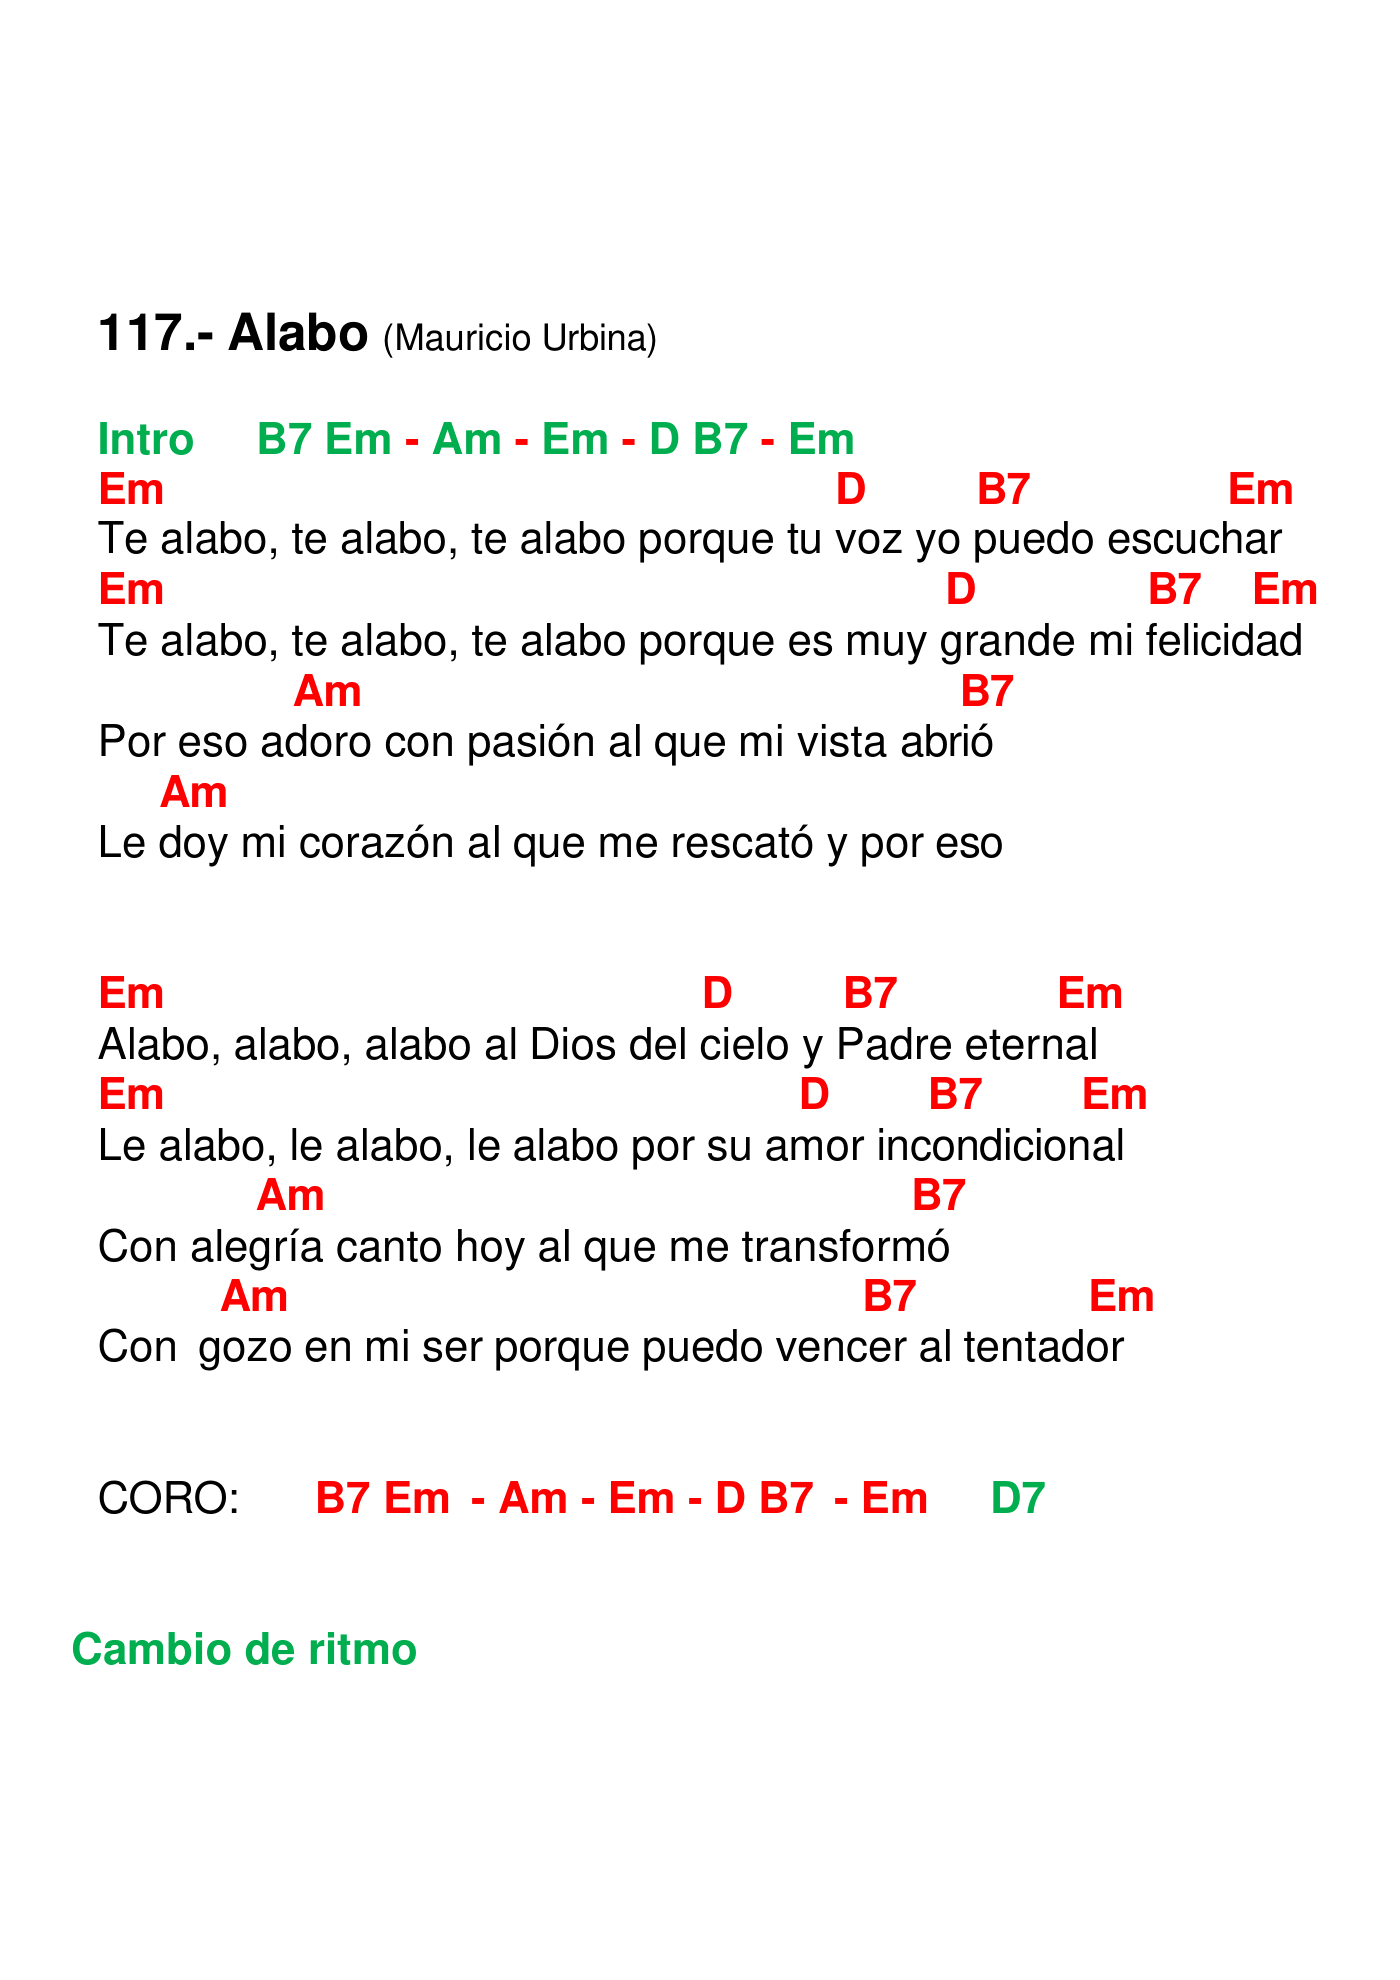 117.- Alabo (Mauricio Urbina)
Intro B7 Em - Am - Em - D B7 - Em
Em D B7 Em
Te alabo, te alabo, te alabo porque tu voz yo puedo escuchar
Em D B7 Em
Te alabo, te alabo, te alabo porque es muy grande mi felicidad
Am B7
Por eso adoro con pasión al que mi vista abrió
Am
Le doy mi corazón al que me rescató y por eso
Em D B7 Em
Alabo, alabo, alabo al Dios del cielo y Padre eternal
Em D B7 Em
Le alabo, le alabo, le alabo por su amor incondicional
Am B7
Con alegría canto hoy al que me transformó
Am B7 Em
Con gozo en mi ser porque puedo vencer al tentador
CORO: B7 Em - Am - Em - D B7 - Em D7
Cambio de ritmo